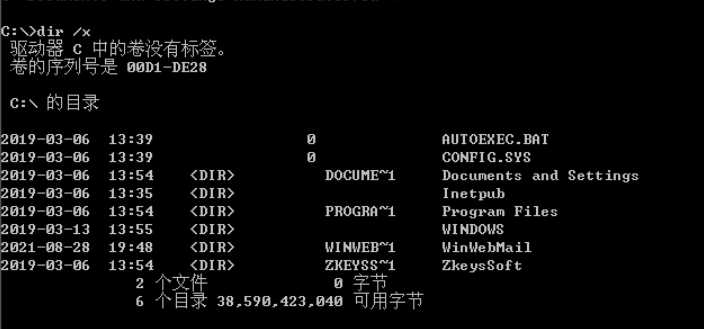 C:\>dir /x
驱动器 C 中的卷没有标签。
卷的序列号是 00D1-DE28
C:\ 的目录
2019-03-06 13:39 0 AUTOEXEC.BAT
2019-03-06 13:39 0 CONFIG.SYS
2019-03-06 13:54 <DIR> DOCUME~1 Documents and Settings
2019-03-06 13:35 <DIR> Inetpub
2019-03-06 13:54 <DIR> PROGRA~1 Program Files
2019-03-13 13:55 <DIR> WINDOWS
2021-08-28 19:48 <DIR> WINWEB~1 WinWebMail
2019-03-06 13:54 <DIR> ZKEYSS~1 ZkeysSoft
2 个文件 0 字节
6 个目录 38,590,423,040 可用字节